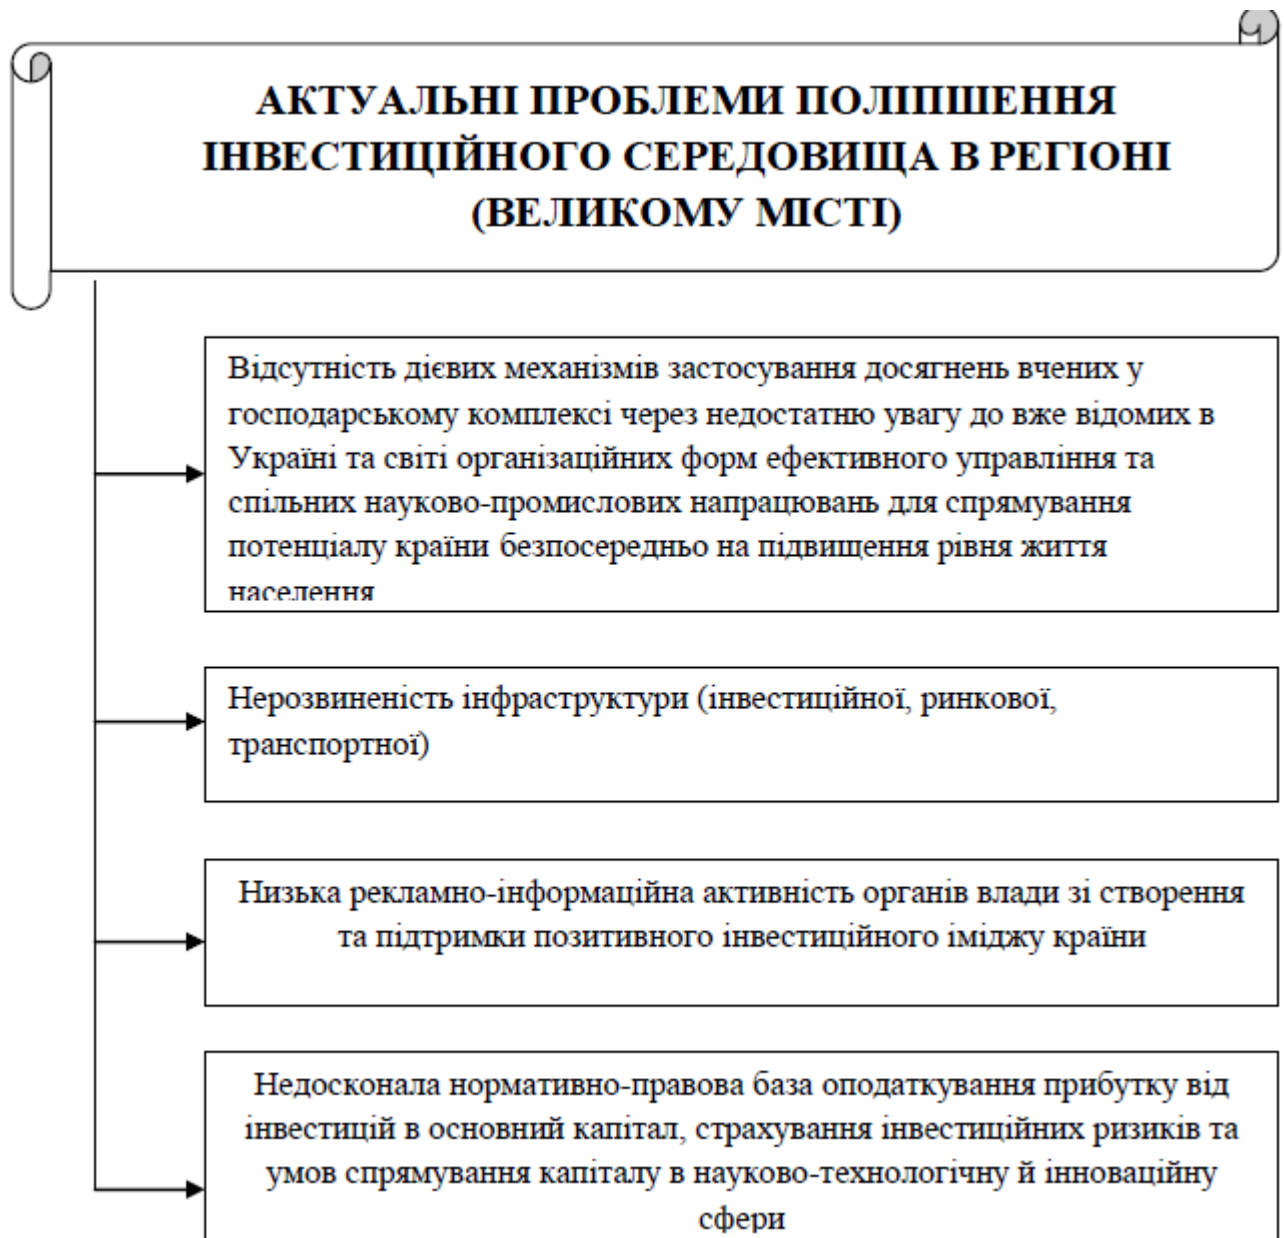 АКТУАЛЬНІ ПРОБЛЕМИ ПОЛІПШЕННЯ
ІНВЕСТИЦІЙНОГО СЕРЕДОВИЩА В РЕГІОНІ
(ВЕЛИКОМУ МІСТІ)
Відсутність дієвих механізмів застосування досягнень вчених у
господарському комплексі через недостатню увагу до вже відомих в
Україні та світі організаційних форм ефективного управління та
спільних науково-промислових напрацювань для спрямування
потенціалу країни безпосередньо на підвищення рівня життя
населення
Нерозвиненість інфраструктури (інвестиційної, ринкової,
транспортної)
Низька рекламно-інформаційна активність органів влади зі створення
та підтримки позитивного інвестиційного іміджу країни
Недосконала нормативно-правова база оподаткування прибутку від
інвестицій в основний капітал, страхування інвестиційних ризиків та
умов спрямування капіталу в науково-технологічну й інноваційну
сфери